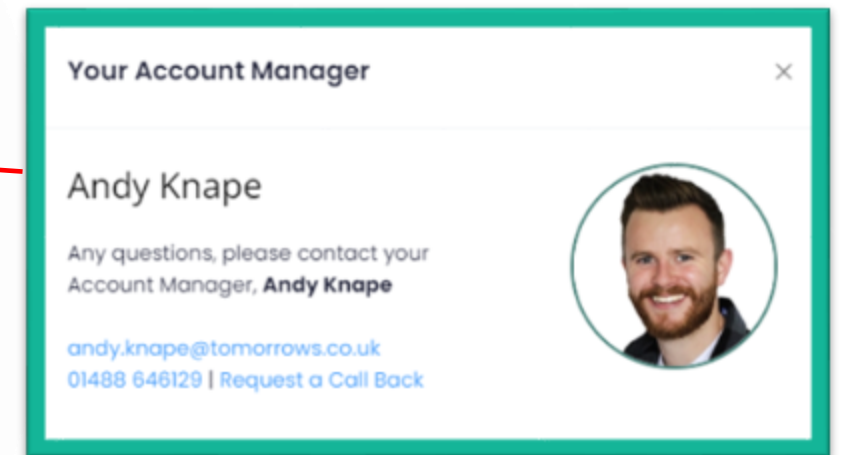 Your Account Manager
Andy Knape
Any questions, please contact your
Account Manager, Andy Knape
andy.knape@tomorrows.co.uk
01488 646129 | Request a Call Back